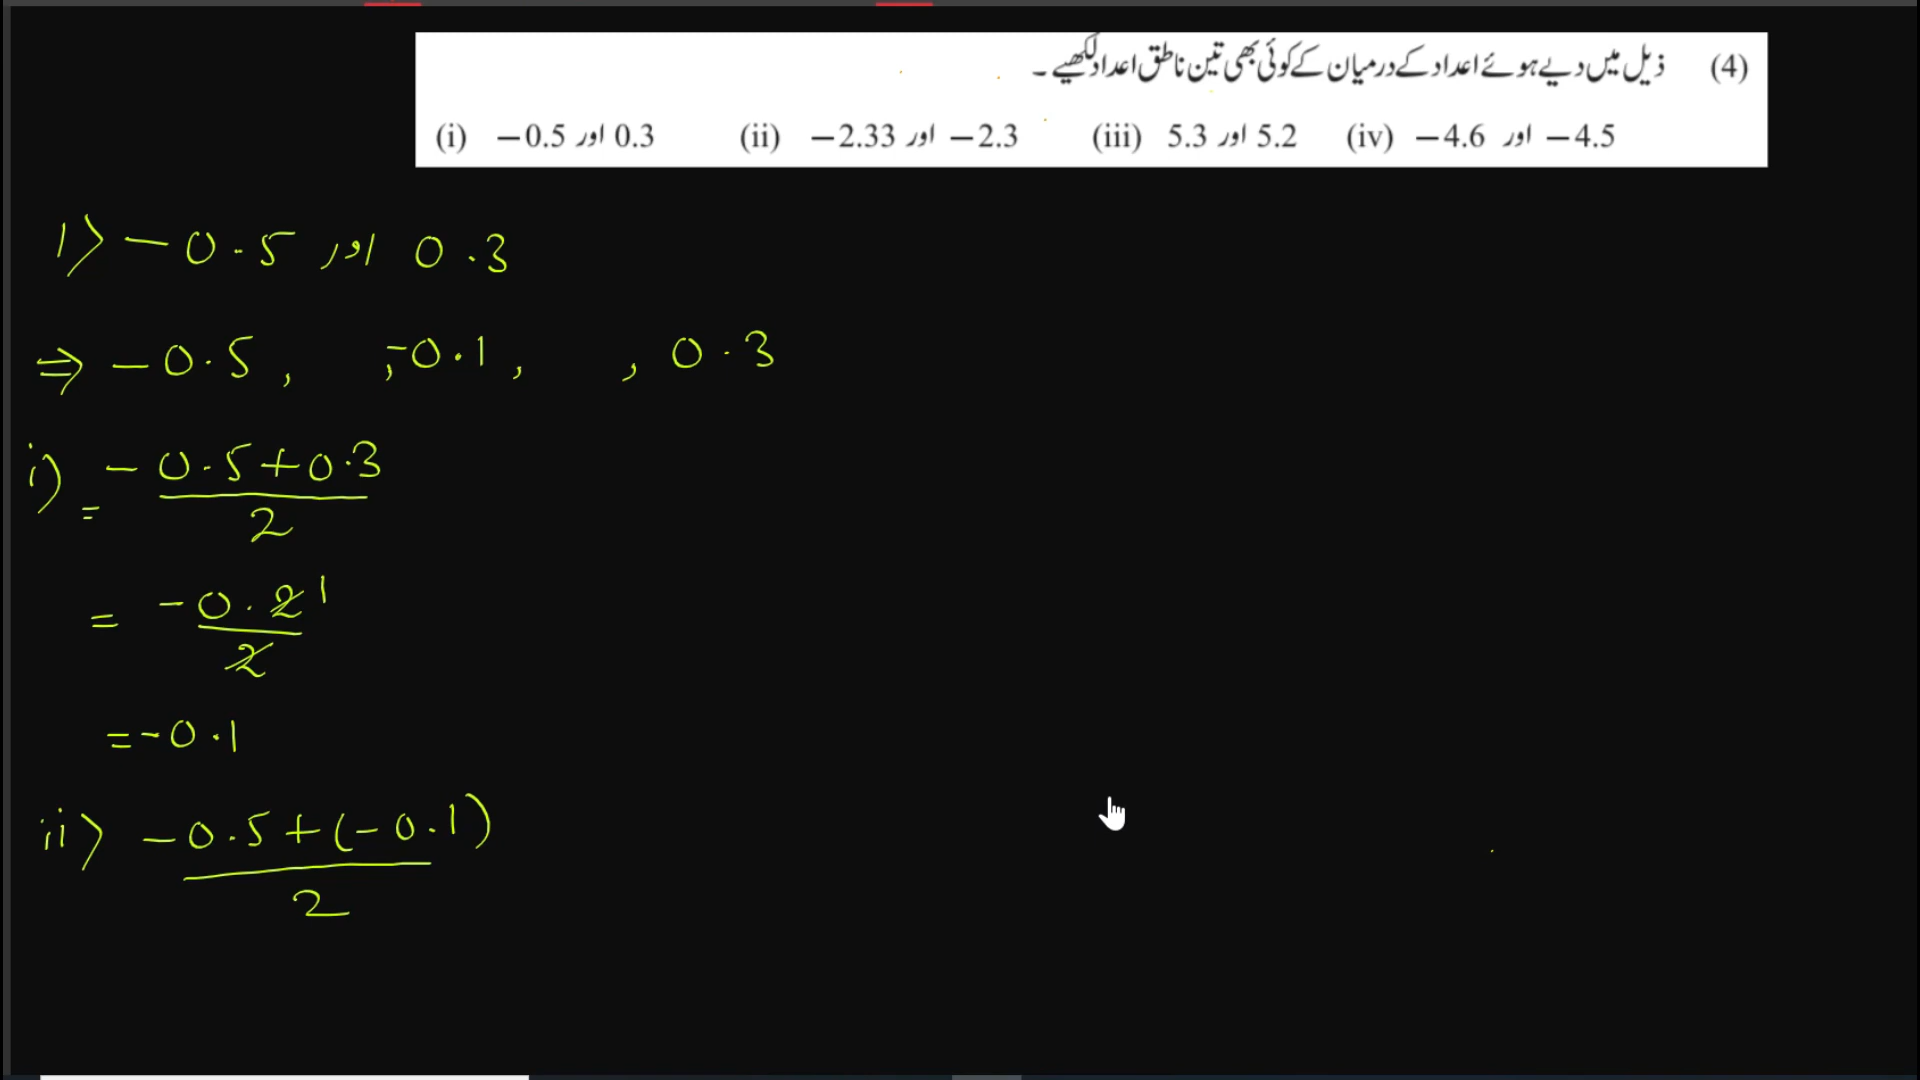 (4) ذیل میں دیے ہوئے اعداد کے درمیان کے کوئی بھی تین ناطق اعداد لکھیے ۔
(i) −0.5 اور 0.3 (ii) −2.33 اور −2.3 (iii) 5.3 اور 5.2 (iv) −4.6 اور −4.5
1) −0.5 اور 0.3
⇒ −0.5 , , −0.1 , , 0.3
i) = −0.5+0.3
2
= −0.2 1
2
= −0.1
ii) −0.5+(−0.1)
2